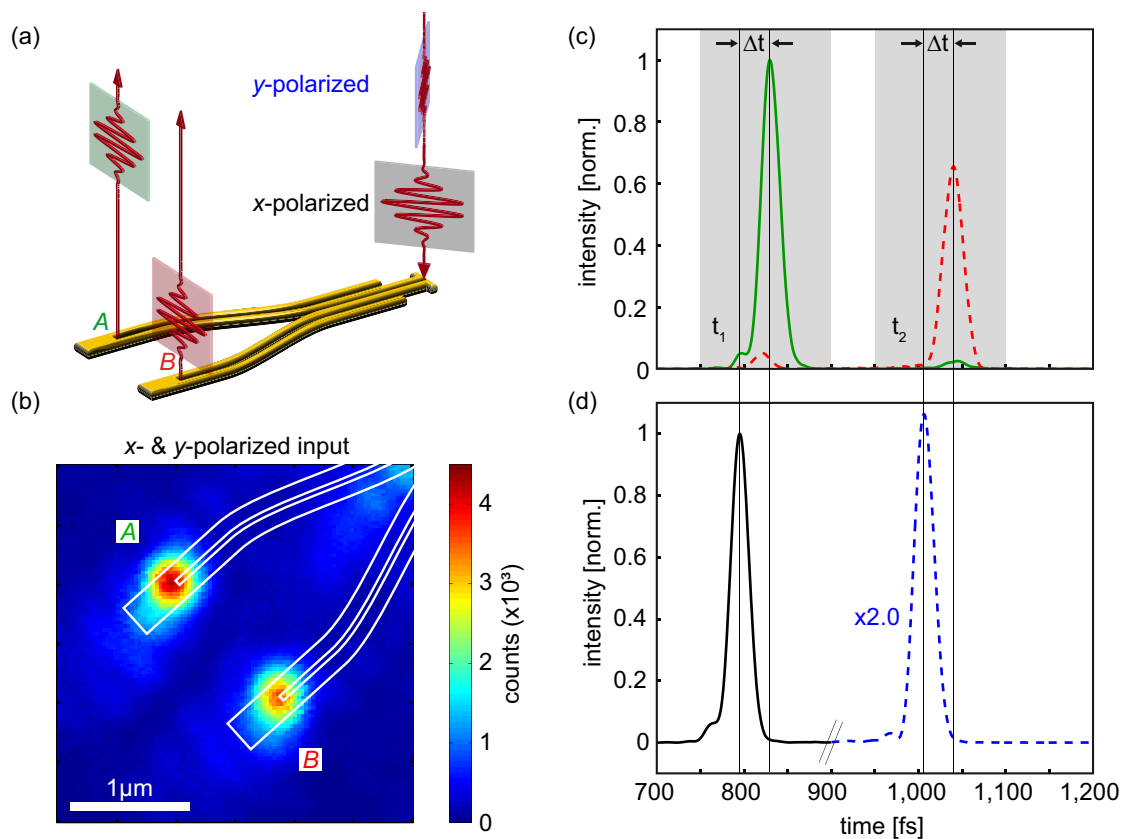 (a)
y-polarized
x-polarized
A
B
(b)
x- & y-polarized input
A
B
1µm
4
3
2
1
0
counts (x10³)
(c)
Δt
Δt
1
0.8
0.6
0.4
0.2
0
intensity [norm.]
t₁
t₂
(d)
1
0.8
0.6
0.4
0.2
0
intensity [norm.]
x2.0
700
800
900
1,000
1,100
1,200
time [fs]